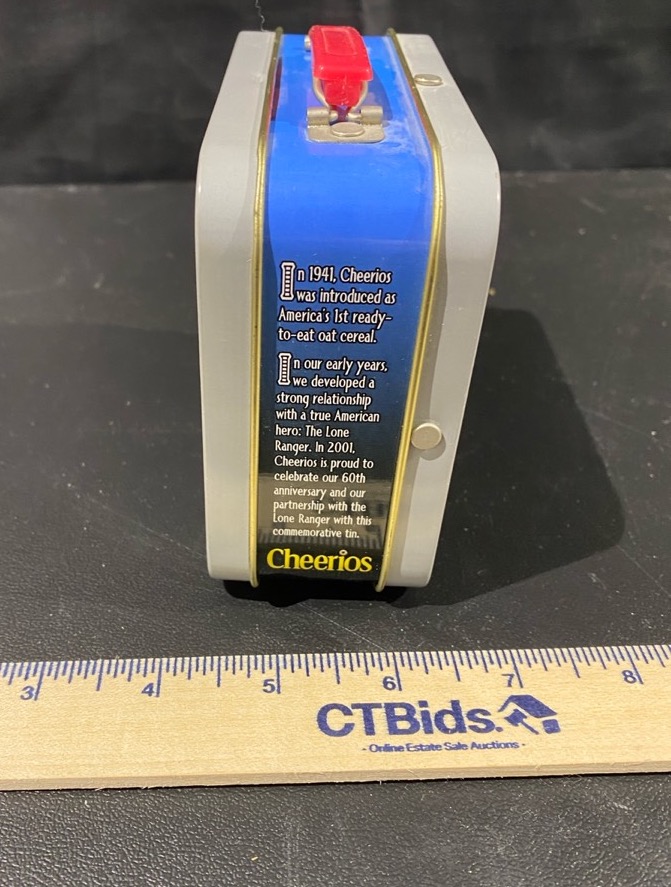 In 1941, Cheerios
was introduced as
America's 1st ready-
to-eat oat cereal.
In our early years,
we developed a
strong relationship
with a true American
hero: The Lone
Ranger. In 2001,
Cheerios is proud to
celebrate our 60th
anniversary and our
partnership with the
Lone Ranger with this
commemorative tin.
Cheerios
3 4 5 6 7 8
CTBids.
- Online Estate Sale Auctions -